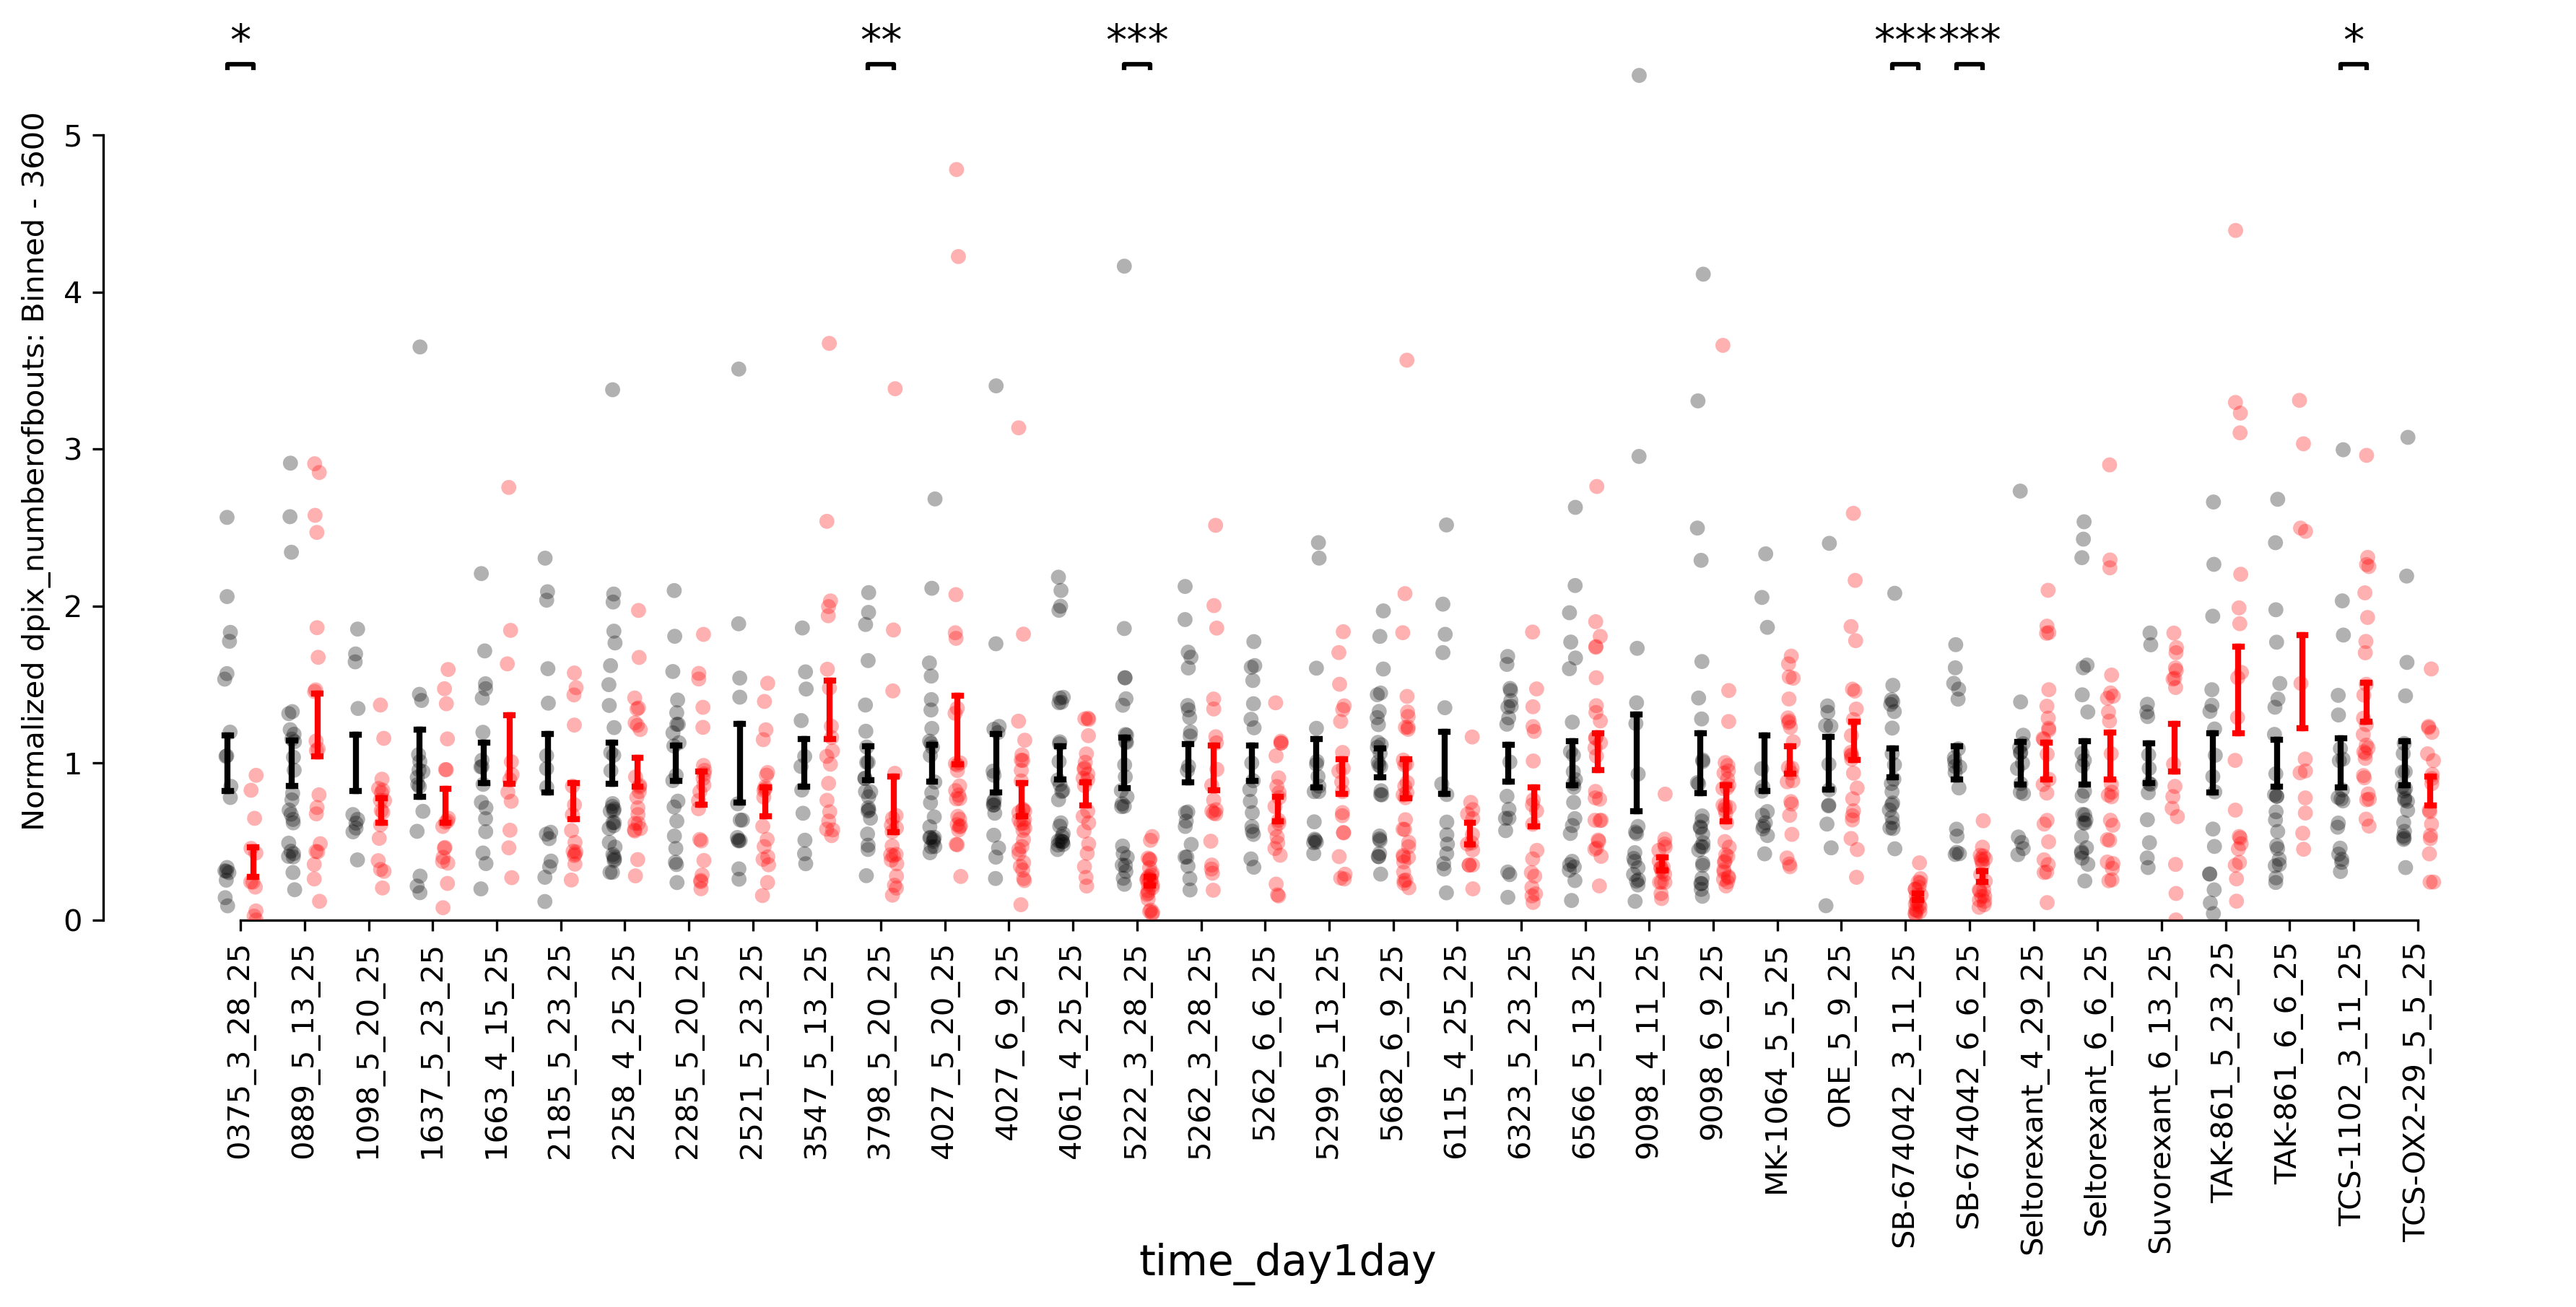 * ** *** *** *** *
Normalized dpix_numberofbouts: Binned - 3600
5
4
3
2
1
0
0375_3_28_25
0889_5_13_25
1098_5_20_25
1637_5_23_25
1663_4_15_25
2185_5_23_25
2258_4_25_25
2285_5_20_25
2521_5_23_25
3547_5_13_25
3798_5_20_25
4027_5_20_25
4027_6_9_25
4061_4_25_25
5222_3_28_25
5262_3_28_25
5262_6_6_25
5299_5_13_25
5682_6_9_25
6115_4_25_25
6323_5_23_25
6566_5_13_25
9098_4_11_25
9098_6_9_25
MK-1064_5_5_25
ORE_5_9_25
SB-674042_3_11_25
SB-674042_6_6_25
Seltorexant_4_29_25
Seltorexant_6_6_25
Suvorexant_6_13_25
TAK-861_5_23_25
TAK-861_6_6_25
TCS-1102_3_11_25
TCS-OX2-29_5_5_25
time_day1day